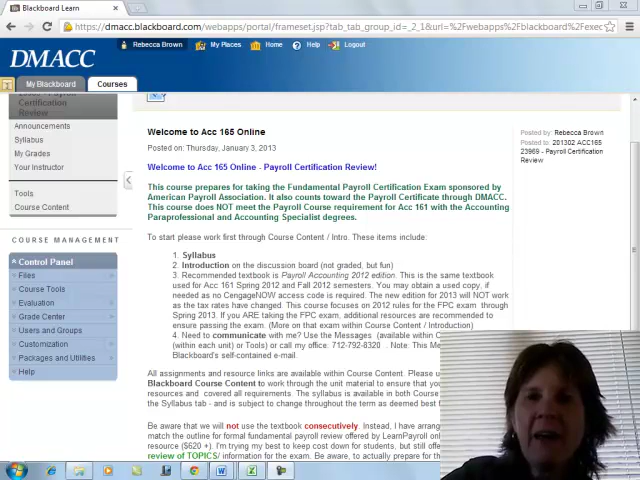 Blackboard Learn
https://dmacc.blackboard.com/webapps/portal/frameset.jsp?tab_tab_group_id=_2_1&url=%2Fwebapps%2Fblackboard%2Fexec
DMACC
Rebecca Brown My Places Home Help Logout
My Blackboard Courses
Certification
Review
Announcements
Syllabus
My Grades
Your Instructor
Tools
Course Content
COURSE MANAGEMENT
Control Panel
Files
Course Tools
Evaluation
Grade Center
Users and Groups
Customization
Packages and Utilities
Help
Welcome to Acc 165 Online
Posted on: Thursday, January 3, 2013
Welcome to Acc 165 Online - Payroll Certification Review!
This course prepares for taking the Fundamental Payroll Certification Exam sponsored by
American Payroll Association. It also counts toward the Payroll Certificate through DMACC.
This course does NOT meet the Payroll Course requirement for Acc 161 with the Accounting
Paraprofessional and Accounting Specialist degrees.
To start please work first through Course Content / Intro. These items include:
1. Syllabus
2. Introduction on the discussion board (not graded, but fun)
3. Recommended textbook is Payroll Accounting 2012 edition. This is the same textbook
used for Acc 161 Spring 2012 and Fall 2012 semesters. You may obtain a used copy, if
needed as no CengageNOW access code is required. The new edition for 2013 will NOT work
as the tax rates have changed. This course focuses on 2012 rules for the FPC exam through
Spring 2013. If you ARE taking the FPC exam, additional resources are recommended to
ensure passing the exam. (More on that exam within Course Content / Introduction)
4. Need to communicate with me? Use the Messages (available within C
(within each unit) or Tools) or call my office: 712-792-8320 . Note: This Me
Blackboard's self-contained e-mail.
All assignments and resource links are available within Course Content. Please u
Blackboard Course Content to work through the unit material to ensure that you
resources and covered all requirements. The syllabus is available in both Course
the Syllabus tab - and is subject to change throughout the term as deemed best f
Be aware that we will not use the textbook consecutively. Instead, I have arran
match the outline for formal fundamental payroll review offered by LearnPayroll onl
resource ($620 +). I'm trying my best to keep cost down for students, but still offe
review of TOPICS/ information for the exam. Be aware, to actually prepare for th
Posted by: Rebecca Brown
Posted to: 201302 ACC165
23969 - Payroll Certification
Review